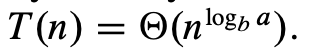 T(n) = Θ(n^{log_b a}).